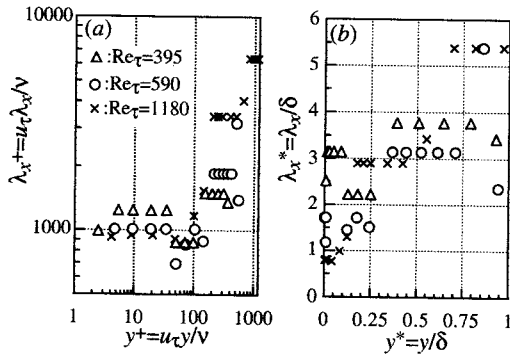 (a)
△ :Reτ=395
○ :Reτ=590
× :Reτ=1180
λx+=uτλx/ν
1000
1000
1 10 100 1000
y+=uτy/ν
(b)
λx*=λx/δ
6
5
4
3
2
1
0
0 0.25 0.5 0.75 1
y*=y/δ